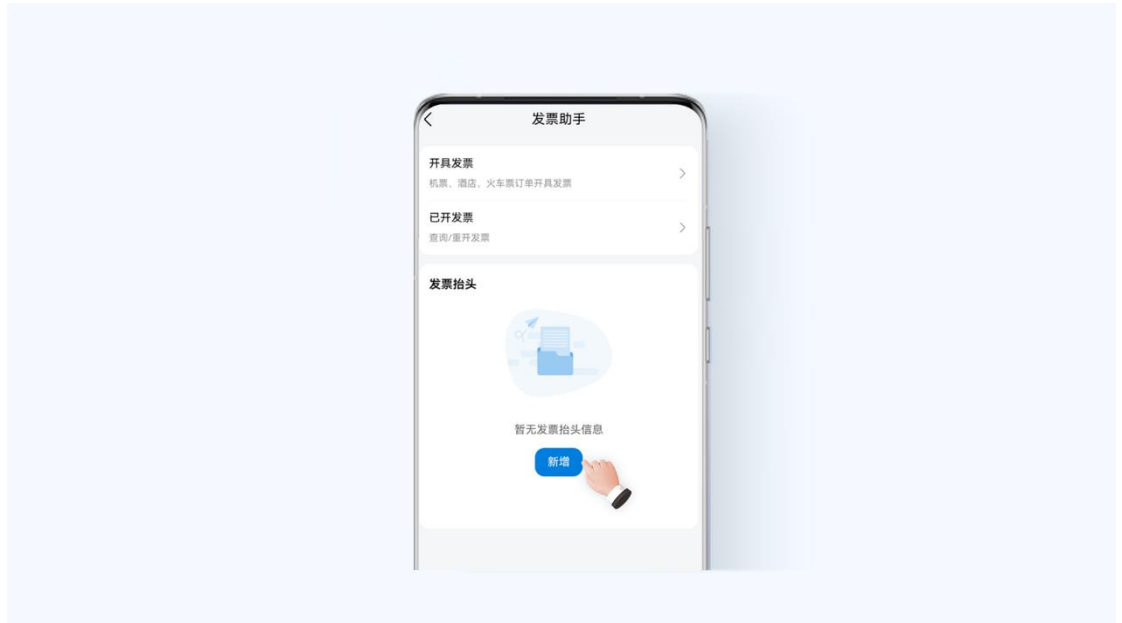 发票助手
开具发票
机票、酒店、火车票订单开具发票
已开发票
查询/重开发票
发票抬头
暂无发票抬头信息
新增